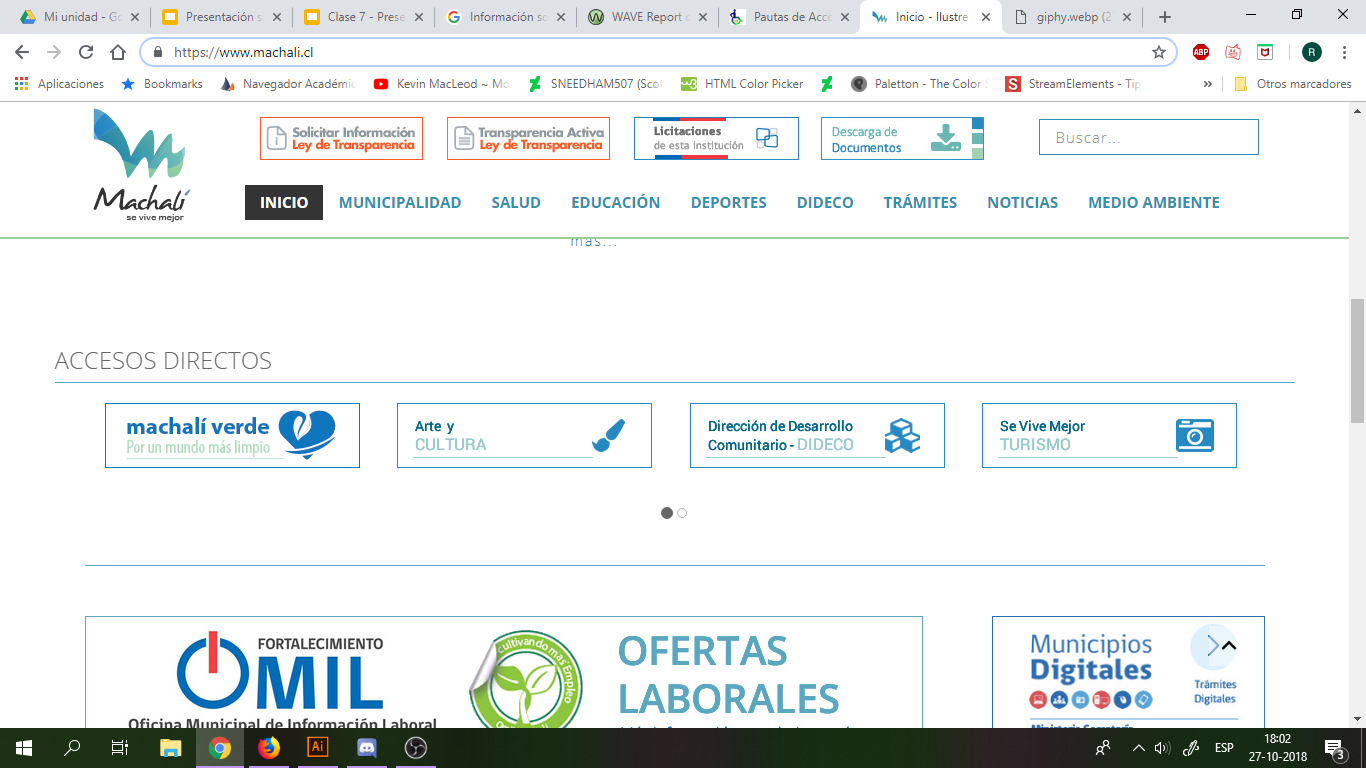 Mi unidad - Go
Presentación s
Clase 7 - Prese
Información so
WAVE Report o
Pautas de Acce
Inicio - Ilustre
giphy.webp (2
https://www.machali.cl
ABP
R
Aplicaciones
Bookmarks
Navegador Académic
Kevin MacLeod ~ Mo
SNEEDHAM507 (Scot
HTML Color Picker
Paletton - The Color S
StreamElements - Tip
Otros marcadores
Machalí
se vive mejor
Solicitar Información
Ley de Transparencia
Transparencia Activa
Ley de Transparencia
Licitaciones
de esta Institución
Descarga de
Documentos
Buscar...
INICIO
MUNICIPALIDAD
SALUD
EDUCACIÓN
DEPORTES
DIDECO
TRÁMITES
NOTICIAS
MEDIO AMBIENTE
más...
ACCESOS DIRECTOS
machalí verde
Por un mundo más limpio
Arte y
CULTURA
Dirección de Desarrollo
Comunitario - DIDECO
Se Vive Mejor
TURISMO
FORTALECIMIENTO
OMIL
Oficina Municipal de Información Laboral
cultivando más Empleo
OFERTAS
LABORALES
Municipios
Digitales
Trámites
Digitales
Ministerio Secretaría
Ai
ESP
18:02
27-10-2018
3